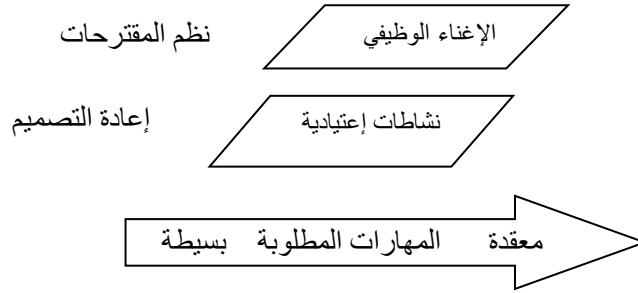 الإغناء الوظيفي نظم المقترحات
نشاطات إعتيادية إعادة التصميم
معقدة المهارات المطلوبة بسيطة